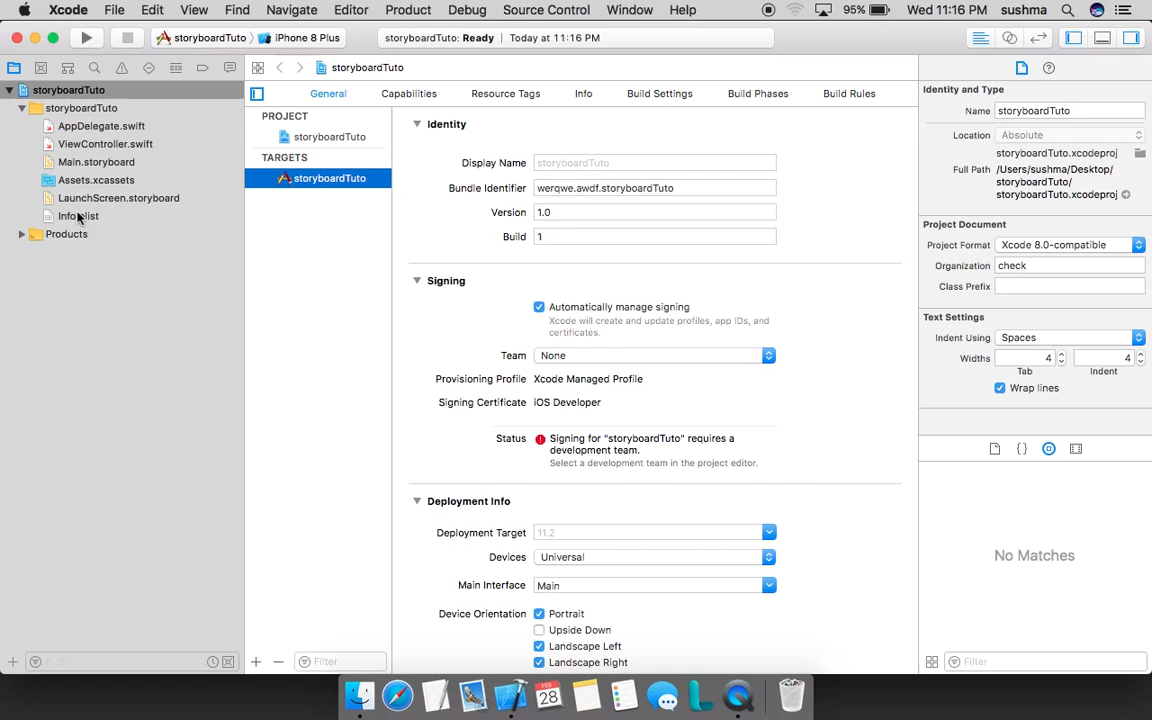 Xcode File Edit View Find Navigate Editor Product Debug Source Control Window Help 95% Wed 11:16 PM sushma
storyboardTuto iPhone 8 Plus storyboardTuto: Ready Today at 11:16 PM
storyboardTuto
storyboardTuto
storyboardTuto
AppDelegate.swift
ViewController.swift
Main.storyboard
Assets.xcassets
LaunchScreen.storyboard
Info.plist
Products
Filter
General Capabilities Resource Tags Info Build Settings Build Phases Build Rules
PROJECT
storyboardTuto
TARGETS
storyboardTuto
Filter
Identity
Display Name storyboardTuto
Bundle Identifier werqwe.awdf.storyboardTuto
Version 1.0
Build 1
Signing
Automatically manage signing
Xcode will create and update profiles, app IDs, and
certificates.
Team None
Provisioning Profile Xcode Managed Profile
Signing Certificate iOS Developer
Status Signing for "storyboardTuto" requires a
development team.
Select a development team in the project editor.
Deployment Info
Deployment Target 11.2
Devices Universal
Main Interface Main
Device Orientation Portrait
Upside Down
Landscape Left
Landscape Right
Identity and Type
Name storyboardTuto
Location Absolute
storyboardTuto.xcodeproj
Full Path /Users/sushma/Desktop/
storyboardTuto/
storyboardTuto.xcodeproj
Project Document
Project Format Xcode 8.0-compatible
Organization check
Class Prefix
Text Settings
Indent Using Spaces
Widths 4 4
Tab Indent
Wrap lines
No Matches
Filter
FEB
28